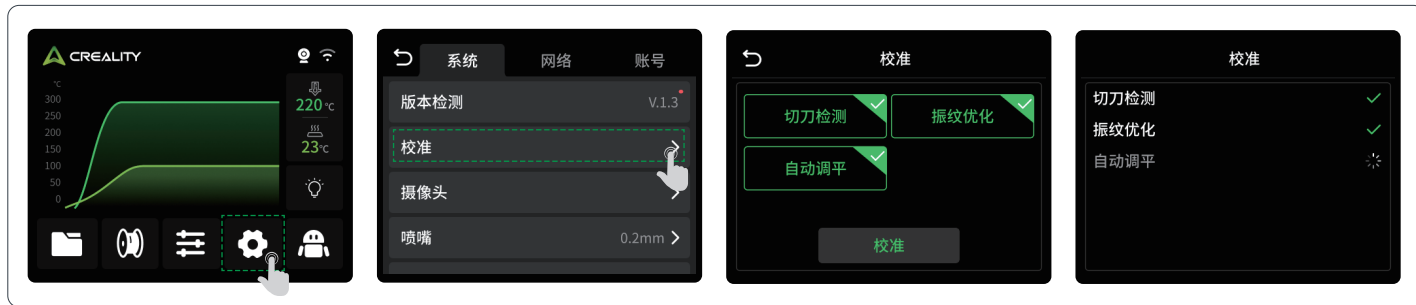 CREALITY
℃
300
250
200
150
100
50
0
220 ℃
23℃
系统 网络 账号
版本检测 V.1.3
校准
摄像头
喷嘴 0.2mm
校准
切刀检测 振纹优化
自动调平
校准
校准
切刀检测
振纹优化
自动调平